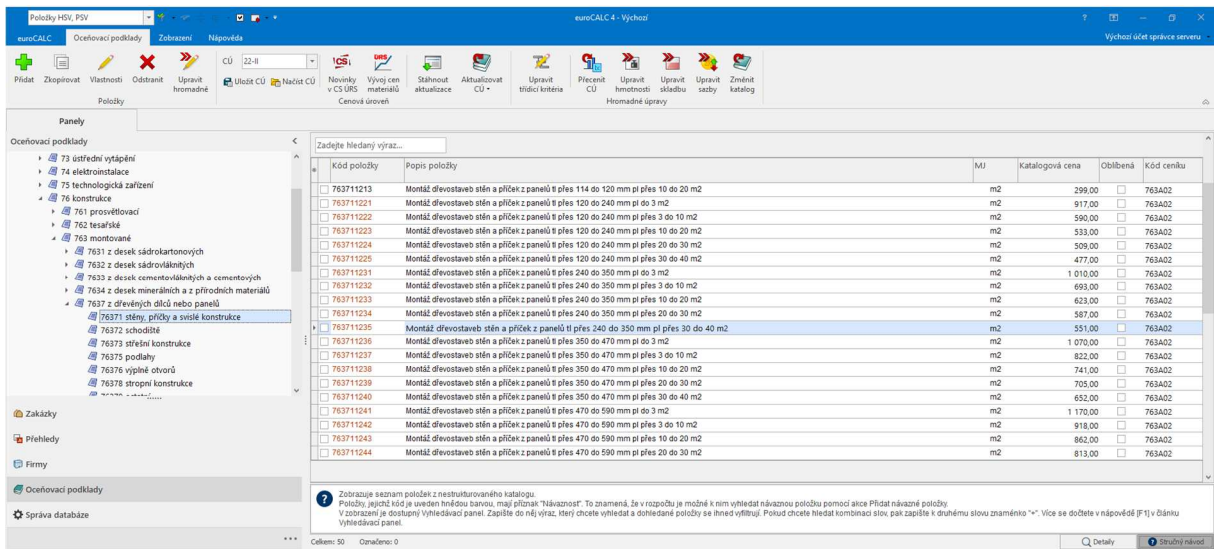 Položky HSV, PSV
euroCALC 4 - Výchozí
euroCALC Oceňovací podklady Zobrazení Nápověda
Výchozí účet správce serveru
CÚ 22-II
Přidat Zkopírovat Vlastnosti Odstranit Upravit hromadně
Uložit CÚ Načíst CÚ
Novinky v CS ÚRS
Vývoj cen materiálů
Stáhnout aktualizace
Aktualizovat CÚ
Upravit třídicí kritéria
Přecenit CÚ
Upravit hmotnosti
Upravit skladbu
Upravit sazby
Změnit katalog
Položky Cenová úroveň Hromadné úpravy
Panely
Oceňovací podklady
73 ústřední vytápění
74 elektroinstalace
75 technologická zařízení
76 konstrukce
761 prosvětlovací
762 tesařské
763 montované
7631 z desek sádrokartonových
7632 z desek sádrovláknitých
7633 z desek cementovláknitých a cementových
7634 z desek minerálních a z přírodních materiálů
7637 z dřevěných dílců nebo panelů
76371 stěny, příčky a svislé konstrukce
76372 schodiště
76373 střešní konstrukce
76375 podlahy
76376 výplně otvorů
76378 stropní konstrukce
Zakázky
Přehledy
Firmy
Oceňovací podklady
Správa databáze
Zadejte hledaný výraz...
Kód položky Popis položky MJ Katalogová cena Oblíbená Kód ceníku
763711213 Montáž dřevostaveb stěn a příček z panelů tl přes 114 do 120 mm pl přes 10 do 20 m2 m2 299,00 763A02
763711221 Montáž dřevostaveb stěn a příček z panelů tl přes 120 do 240 mm pl do 3 m2 m2 917,00 763A02
763711222 Montáž dřevostaveb stěn a příček z panelů tl přes 120 do 240 mm pl přes 3 do 10 m2 m2 590,00 763A02
763711223 Montáž dřevostaveb stěn a příček z panelů tl přes 120 do 240 mm pl přes 10 do 20 m2 m2 533,00 763A02
763711224 Montáž dřevostaveb stěn a příček z panelů tl přes 120 do 240 mm pl přes 20 do 30 m2 m2 509,00 763A02
763711225 Montáž dřevostaveb stěn a příček z panelů tl přes 120 do 240 mm pl přes 30 do 40 m2 m2 477,00 763A02
763711231 Montáž dřevostaveb stěn a příček z panelů tl přes 240 do 350 mm pl do 3 m2 m2 1 010,00 763A02
763711232 Montáž dřevostaveb stěn a příček z panelů tl přes 240 do 350 mm pl přes 3 do 10 m2 m2 693,00 763A02
763711233 Montáž dřevostaveb stěn a příček z panelů tl přes 240 do 350 mm pl přes 10 do 20 m2 m2 623,00 763A02
763711234 Montáž dřevostaveb stěn a příček z panelů tl přes 240 do 350 mm pl přes 20 do 30 m2 m2 587,00 763A02
763711235 Montáž dřevostaveb stěn a příček z panelů tl přes 240 do 350 mm pl přes 30 do 40 m2 m2 551,00 763A02
763711236 Montáž dřevostaveb stěn a příček z panelů tl přes 350 do 470 mm pl do 3 m2 m2 1 070,00 763A02
763711237 Montáž dřevostaveb stěn a příček z panelů tl přes 350 do 470 mm pl přes 3 do 10 m2 m2 822,00 763A02
763711238 Montáž dřevostaveb stěn a příček z panelů tl přes 350 do 470 mm pl přes 10 do 20 m2 m2 741,00 763A02
763711239 Montáž dřevostaveb stěn a příček z panelů tl přes 350 do 470 mm pl přes 20 do 30 m2 m2 705,00 763A02
763711240 Montáž dřevostaveb stěn a příček z panelů tl přes 350 do 470 mm pl přes 30 do 40 m2 m2 652,00 763A02
763711241 Montáž dřevostaveb stěn a příček z panelů tl přes 470 do 590 mm pl do 3 m2 m2 1 170,00 763A02
763711242 Montáž dřevostaveb stěn a příček z panelů tl přes 470 do 590 mm pl přes 3 do 10 m2 m2 918,00 763A02
763711243 Montáž dřevostaveb stěn a příček z panelů tl přes 470 do 590 mm pl přes 10 do 20 m2 m2 862,00 763A02
763711244 Montáž dřevostaveb stěn a příček z panelů tl přes 470 do 590 mm pl přes 20 do 30 m2 m2 813,00 763A02
Zobrazuje seznam položek z nestrukturovaného katalogu.
Položky, jejichž kód je uveden hnědou barvou, mají příznak "Návaznost". To znamená, že v rozpočtu je možné k nim vyhledat návaznou položku pomocí akce Přidat návazné položky.
V zobrazení je dostupný Vyhledávací panel. Zapište do něj výraz, který chcete vyhledat a dohledané položky se ihned vyfiltrují. Pokud chcete hledat kombinaci slov, pak zapište k druhému slovu znaménko "+". Více se dočtete v nápovědě [F1] v článku
Vyhledávací panel.
Celkem: 50 Označeno: 0
Detaily Stručný návod